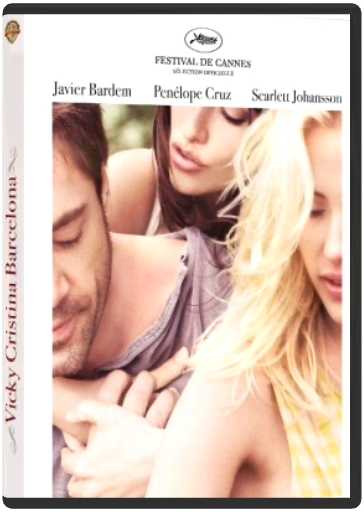 FESTIVAL DE CANNES
SÉLECTION OFFICIELLE
Javier Bardem Penélope Cruz Scarlett Johansson
Vicky Cristina Barcelona